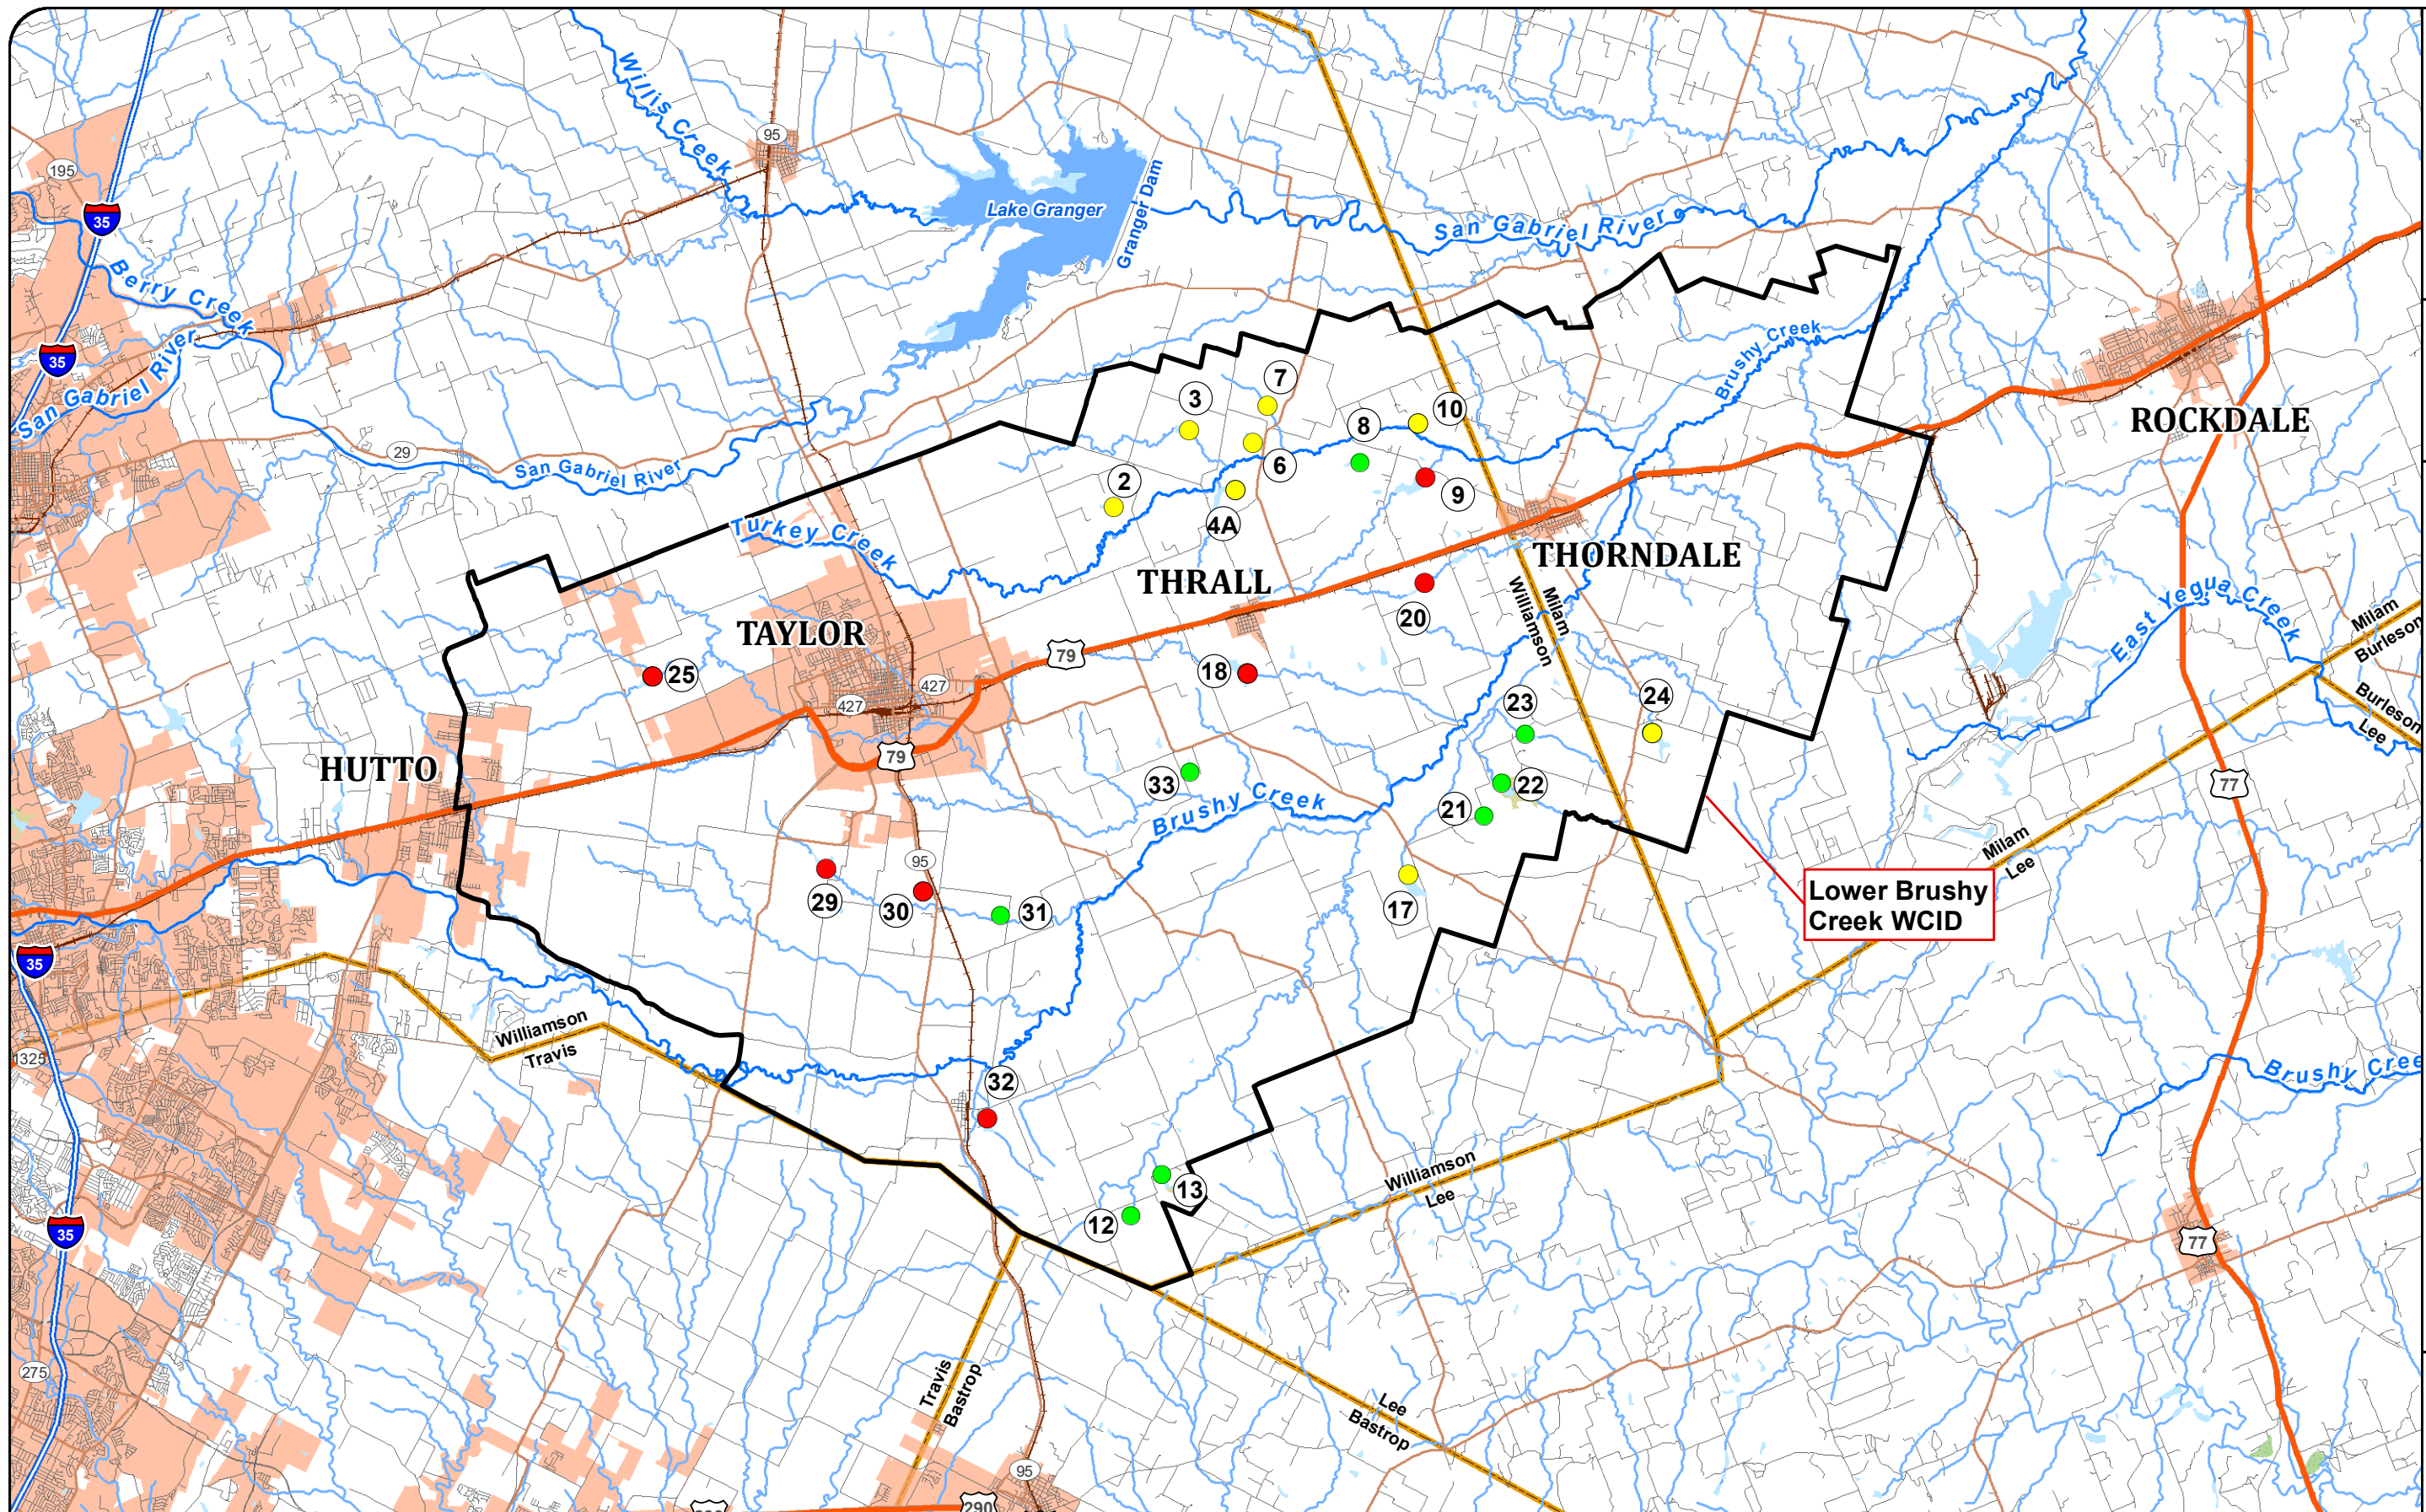 Willis Creek
95
195
35
Lake Granger
Granger Dam
San Gabriel River
Berry Creek
35
San Gabriel River
Brushy Creek
ROCKDALE
7
3
10
8
29
San Gabriel River
6
9
2
4A
Turkey Creek
THORNDALE
THRALL
Milam
Williamson
East Yegua Creek
Milam
Burleson
20
TAYLOR
79
18
25
427
427
24
23
Burleson
Lee
79
HUTTO
33
22
77
Brushy Creek
21
Milam
Lee
95
29
30
31
17
Lower Brushy
Creek WCID
35
Williamson
Travis
1325
32
Brushy Cree
Williamson
Lee
13
12
35
77
275
Travis
Bastrop
Lee
Bastrop
95
290